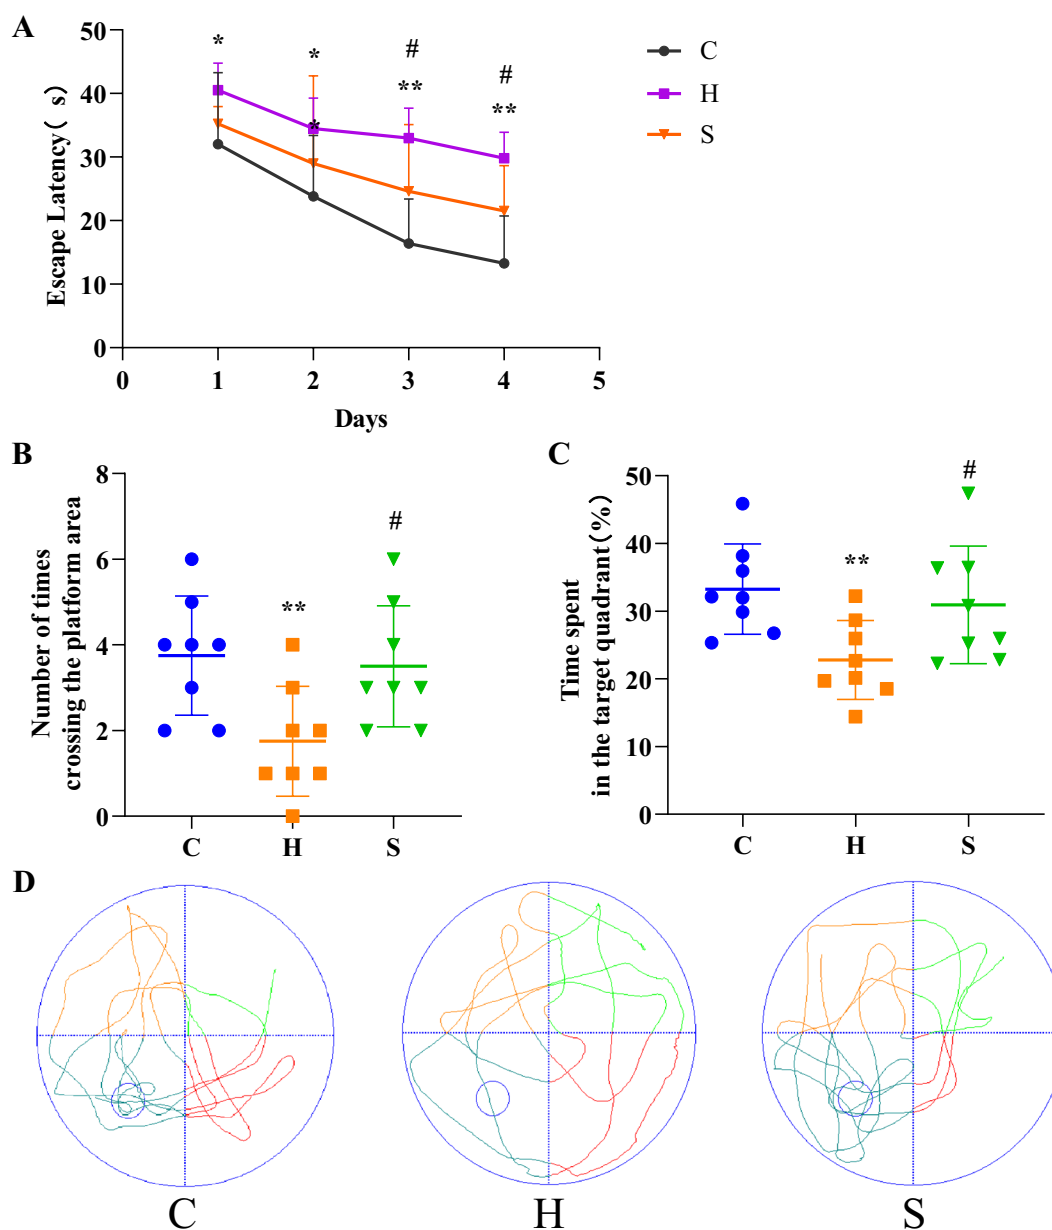 A
50
40
30
20
10
0
Escape Latency( s)
* * # #
** **
*
0 1 2 3 4 5
Days
C
H
S
B
8
6
4
2
0
Number of times
crossing the platform area
**
#
C H S
C
50
40
30
20
10
0
Time spent
in the target quadrant(%)
**
#
C H S
D
C H S